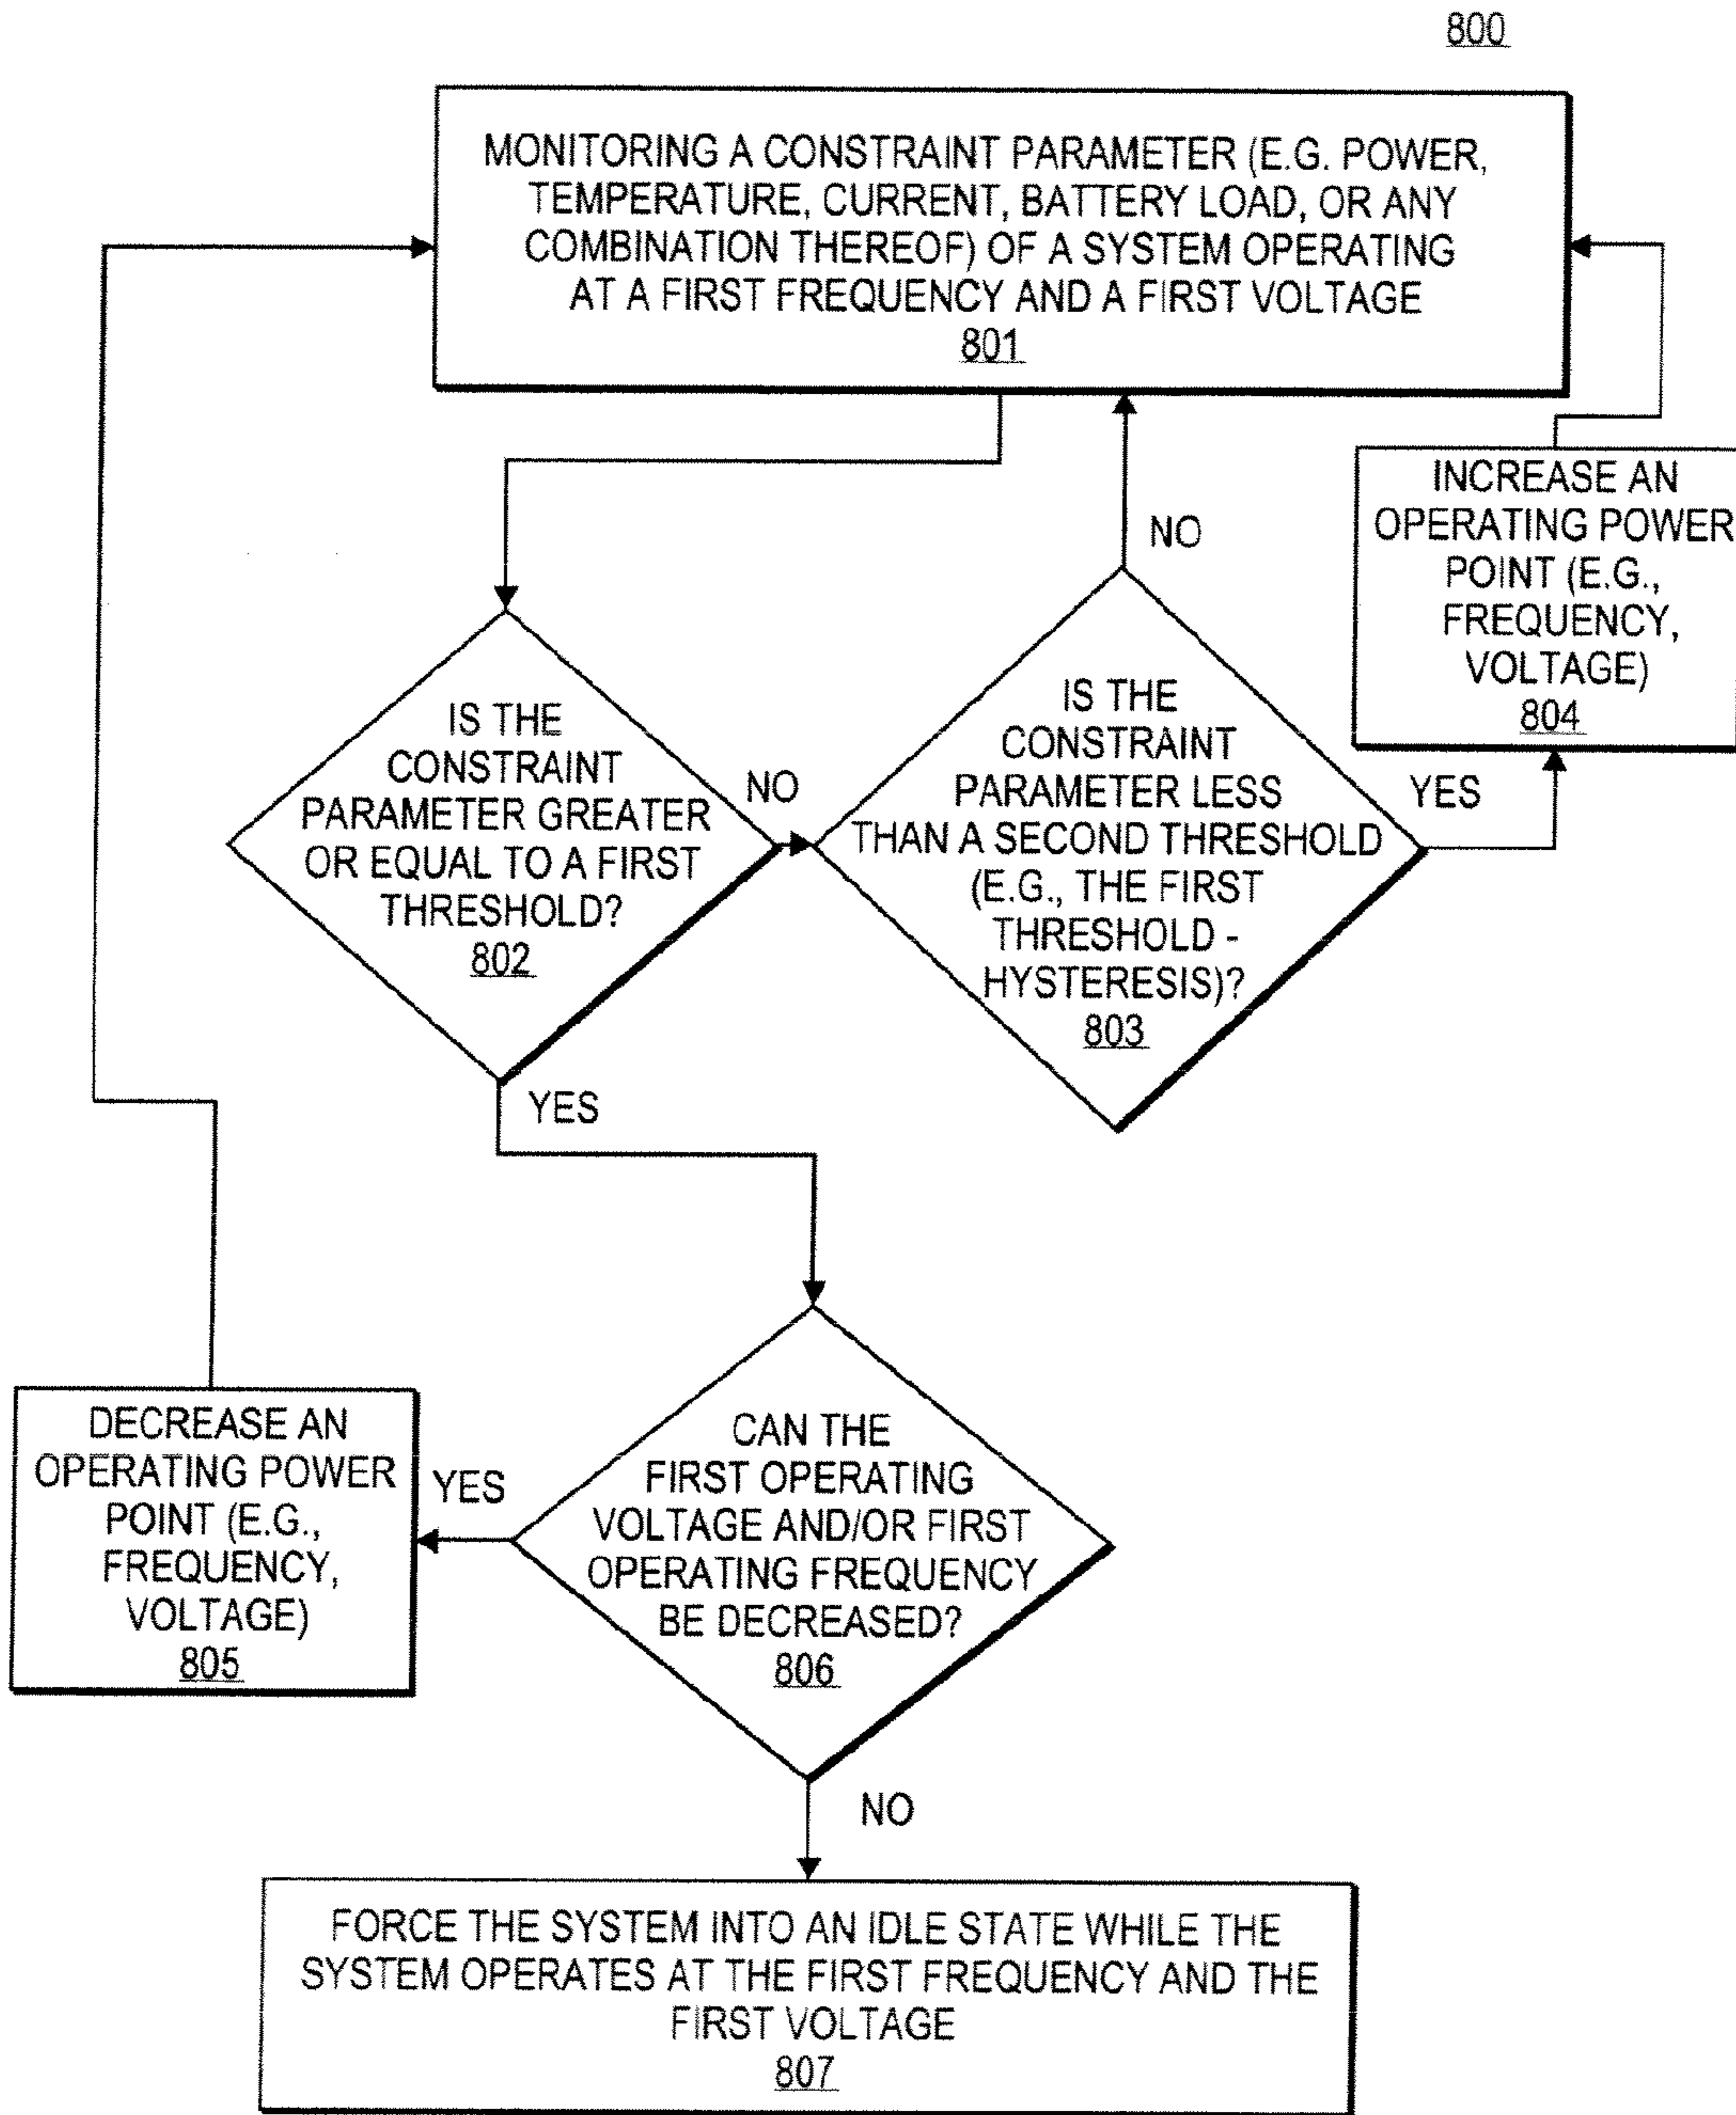 800
MONITORING A CONSTRAINT PARAMETER (E.G. POWER,
TEMPERATURE, CURRENT, BATTERY LOAD, OR ANY
COMBINATION THEREOF) OF A SYSTEM OPERATING
AT A FIRST FREQUENCY AND A FIRST VOLTAGE
801
INCREASE AN
OPERATING POWER
POINT (E.G.,
FREQUENCY,
VOLTAGE)
804
NO
IS THE
CONSTRAINT
PARAMETER GREATER
OR EQUAL TO A FIRST
THRESHOLD?
802
NO
IS THE
CONSTRAINT
PARAMETER LESS
THAN A SECOND THRESHOLD
(E.G., THE FIRST
THRESHOLD -
HYSTERESIS)?
803
YES
YES
DECREASE AN
OPERATING POWER
POINT (E.G.,
FREQUENCY,
VOLTAGE)
805
YES
CAN THE
FIRST OPERATING
VOLTAGE AND/OR FIRST
OPERATING FREQUENCY
BE DECREASED?
806
NO
FORCE THE SYSTEM INTO AN IDLE STATE WHILE THE
SYSTEM OPERATES AT THE FIRST FREQUENCY AND THE
FIRST VOLTAGE
807